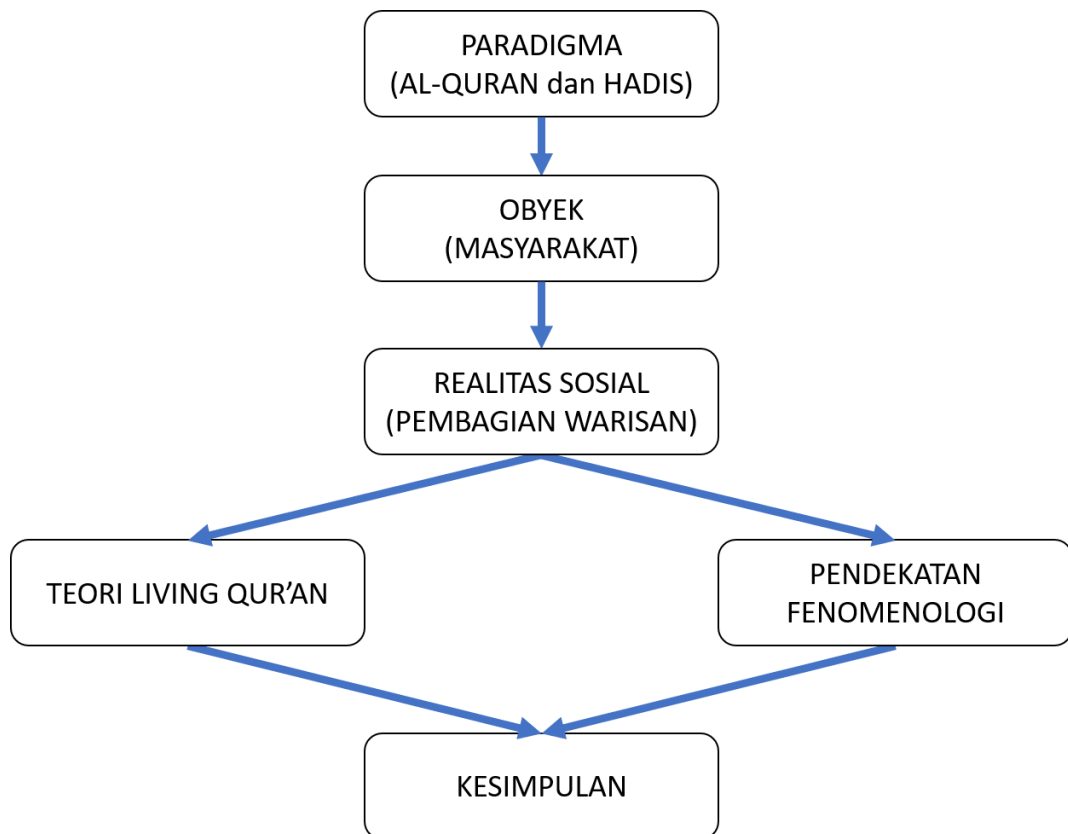 PARADIGMA
(AL-QURAN dan HADIS)
OBYEK
(MASYARAKAT)
REALITAS SOSIAL
(PEMBAGIAN WARISAN)
TEORI LIVING QUR’AN
PENDEKATAN
FENOMENOLOGI
KESIMPULAN